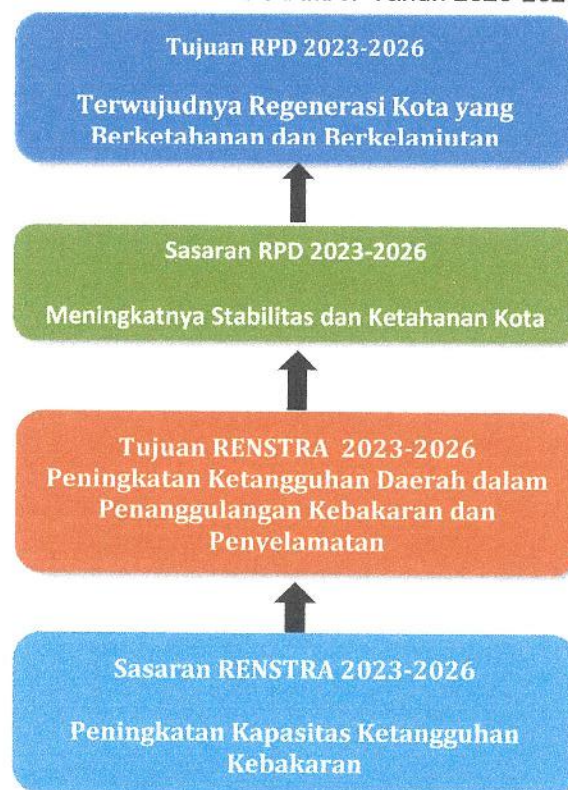 Tahun
Tujuan RPD 2023-2026
Terwujudnya Regenerasi Kota yang
Berketahanan dan Berkelanjutan
Sasaran RPD 2023-2026
Meningkatnya Stabilitas dan Ketahanan Kota
Tujuan RENSTRA 2023-2026
Peningkatan Ketangguhan Daerah dalam
Penanggulangan Kebakaran dan
Penyelamatan
Sasaran RENSTRA 2023-2026
Peningkatan Kapasitas Ketangguhan
Kebakaran